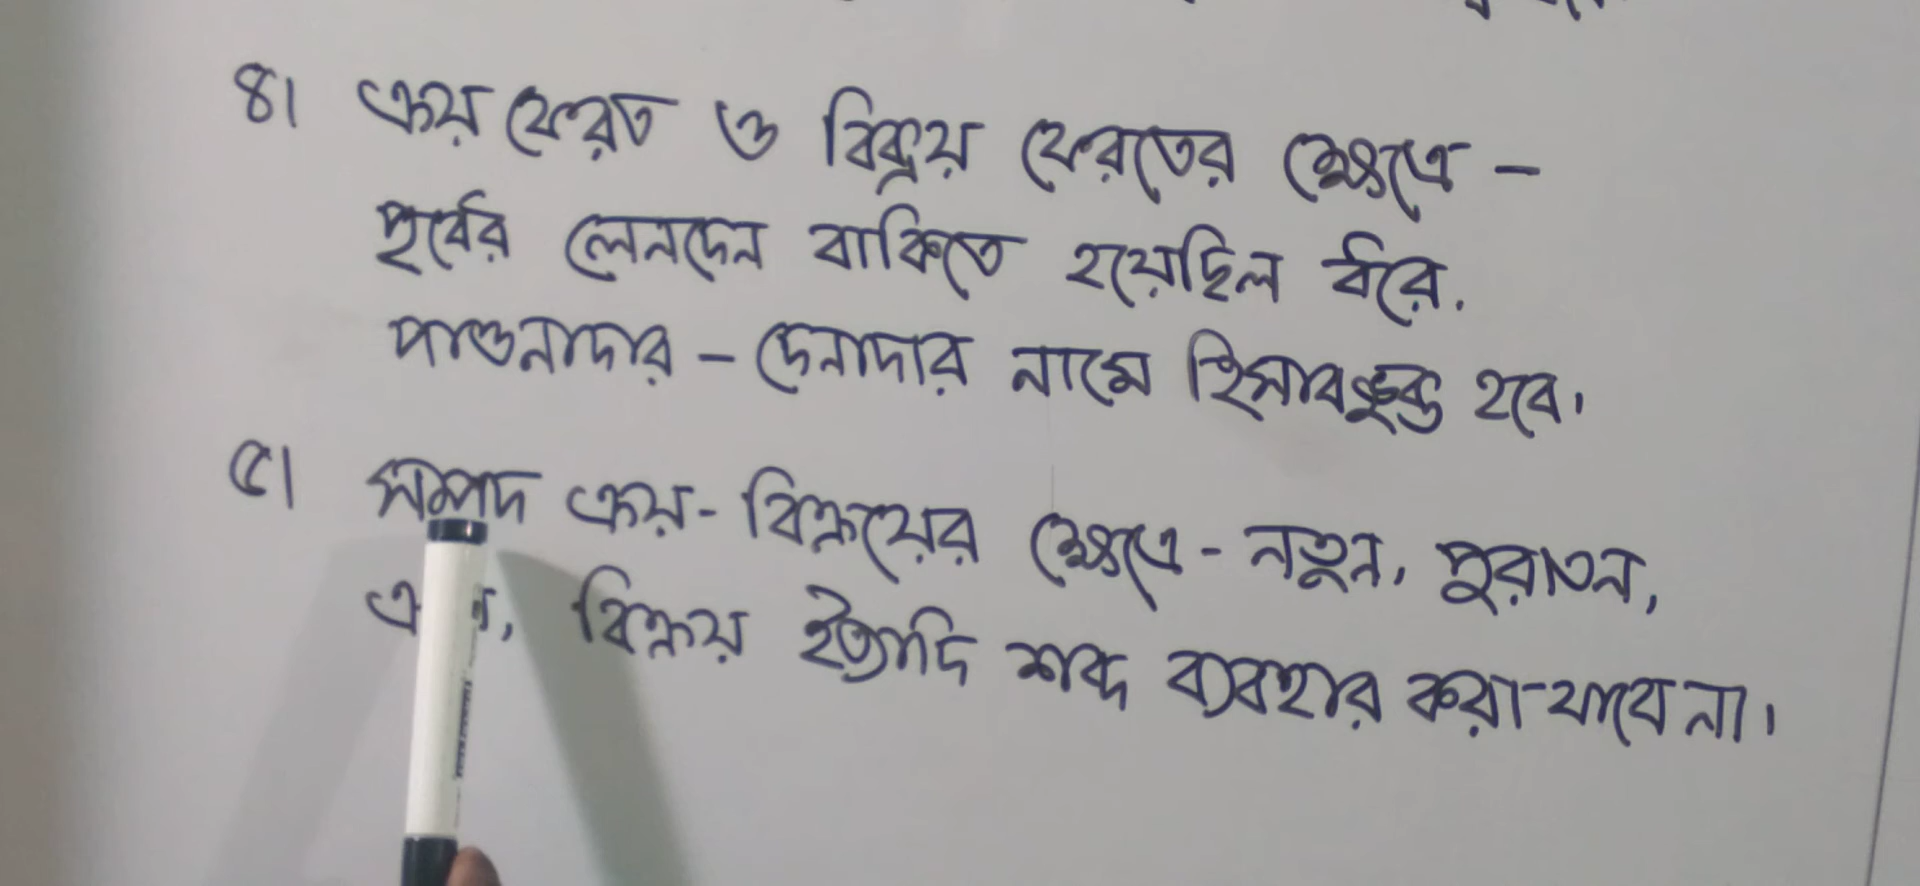 ৪। ক্রয় ফেরত ও বিক্রয় ফেরতের ক্ষেত্রে -
পূর্বের লেনদেন বাকিতে হয়েছিল ধরে.
পাওনাদার - দেনাদার নামে হিসাবভুক্ত হবে।
৫। সম্পদ ক্রয় - বিক্রয়ের ক্ষেত্রে - নতুন, পুরাতন,
বিক্রয় ইত্যাদি শব্দ ব্যবহার করা যাবে না।